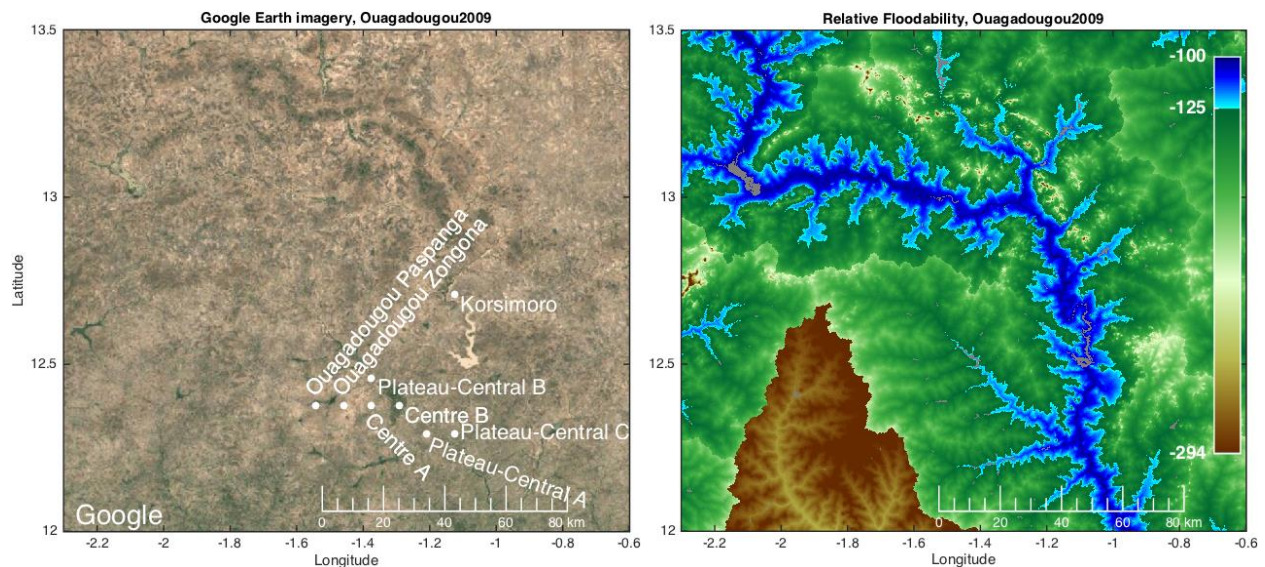 Google Earth imagery, Ouagadougou2009
13.5
13
12.5
12
Latitude
Ouagadougou Paspanga
Ouagadougou Zongona
Korsimoro
Plateau-Central B
Centre B
Plateau-Central C
Centre A
Plateau-Central A
Google
0 20 40 60 80 km
-2.2 -2 -1.8 -1.6 -1.4 -1.2 -1 -0.8 -0.6
Longitude
Relative Floodability, Ouagadougou2009
13.5
13
12.5
12
-100
-125
-294
0 20 40 60 80 km
-2.2 -2 -1.8 -1.6 -1.4 -1.2 -1 -0.8 -0.6
Longitude